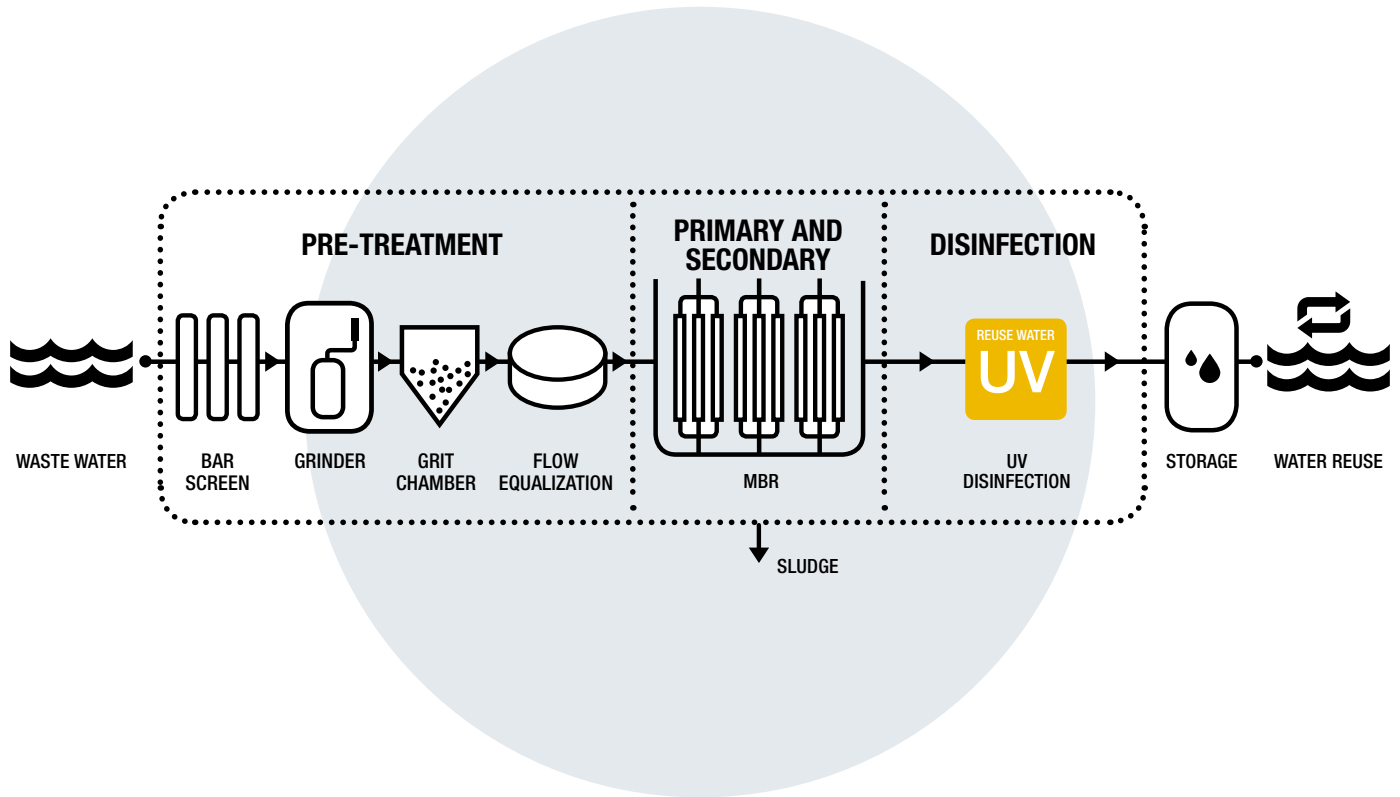 PRE-TREATMENT
PRIMARY AND
SECONDARY
DISINFECTION
REUSE WATER
UV
WASTE WATER
BAR
SCREEN
GRINDER
GRIT
CHAMBER
FLOW
EQUALIZATION
MBR
UV
DISINFECTION
STORAGE
WATER REUSE
SLUDGE